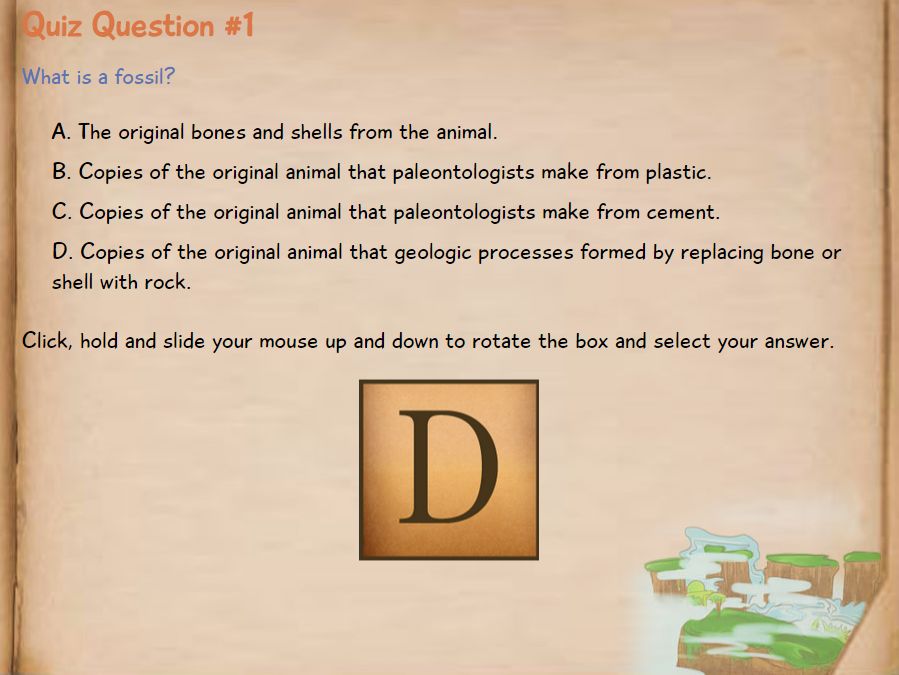 Quiz Question #1
What is a fossil?
A. The original bones and shells from the animal.
B. Copies of the original animal that paleontologists make from plastic.
C. Copies of the original animal that paleontologists make from cement.
D. Copies of the original animal that geologic processes formed by replacing bone or
shell with rock.
Click, hold and slide your mouse up and down to rotate the box and select your answer.
D